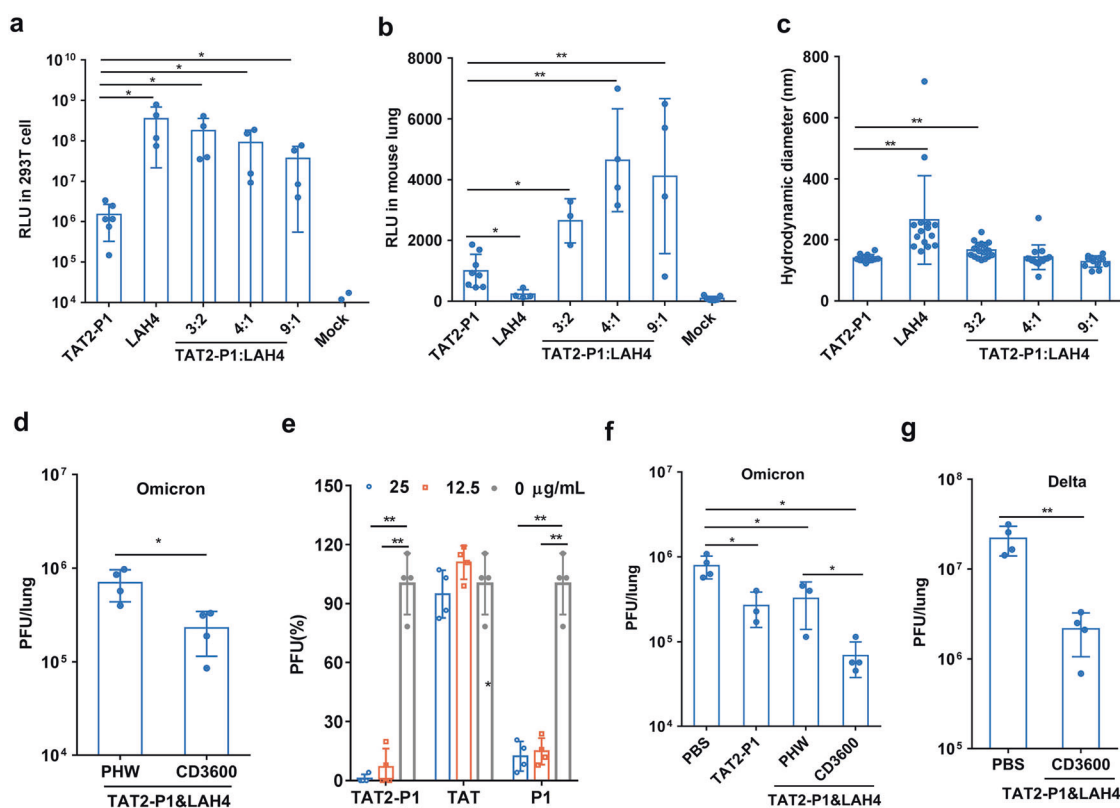 a
RLU in 293T cell
10^10
10^9
10^8
10^7
10^6
10^5
10^4
*
*
*
*
TAT2-P1
LAH4
3:2
4:1
9:1
Mock
TAT2-P1:LAH4
b
RLU in mouse lung
8000
6000
4000
2000
0
**
**
*
*
TAT2-P1
LAH4
3:2
4:1
9:1
Mock
TAT2-P1:LAH4
c
Hydrodynamic diameter (nm)
800
600
400
200
0
**
**
TAT2-P1
LAH4
3:2
4:1
9:1
TAT2-P1:LAH4
d
Omicron
PFU/lung
10^7
10^6
10^5
10^4
*
PHW
CD3600
TAT2-P1&LAH4
e
25 12.5 0 μg/mL
PFU(%)
150
120
90
60
30
0
**
**
**
**
*
TAT2-P1
TAT
P1
f
Omicron
PFU/lung
10^7
10^6
10^5
10^4
*
*
*
*
PBS
TAT2-P1
PHW
CD3600
TAT2-P1&LAH4
g
Delta
PFU/lung
10^8
10^7
10^6
10^5
**
PBS
CD3600
TAT2-P1&LAH4